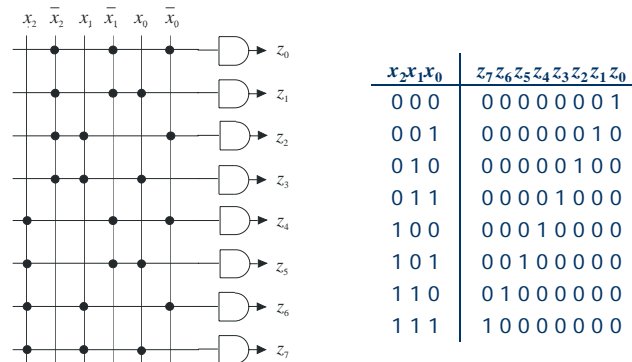 x₂ x̅₂ x₁ x̅₁ x₀ x̅₀
z₀
z₁
z₂
z₃
z₄
z₅
z₆
z₇
x₂x₁x₀ z₇z₆z₅z₄z₃z₂z₁z₀
0 0 0 0 0 0 0 0 0 0 1
0 0 1 0 0 0 0 0 0 1 0
0 1 0 0 0 0 0 0 1 0 0
0 1 1 0 0 0 0 1 0 0 0
1 0 0 0 0 0 1 0 0 0 0
1 0 1 0 0 1 0 0 0 0 0
1 1 0 0 1 0 0 0 0 0 0
1 1 1 1 0 0 0 0 0 0 0